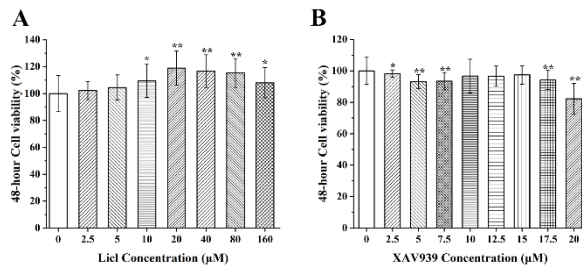 A
140
120
100
80
60
40
20
0
48-hour Cell viability (%)
* ** ** ** *
0 2.5 5 10 20 40 80 160
Licl Concentration (μM)
B
120
100
80
60
40
20
0
48-hour Cell viability (%)
* ** ** ** **
0 2.5 5 7.5 10 12.5 15 17.5 20
XAV939 Concentration (μM)